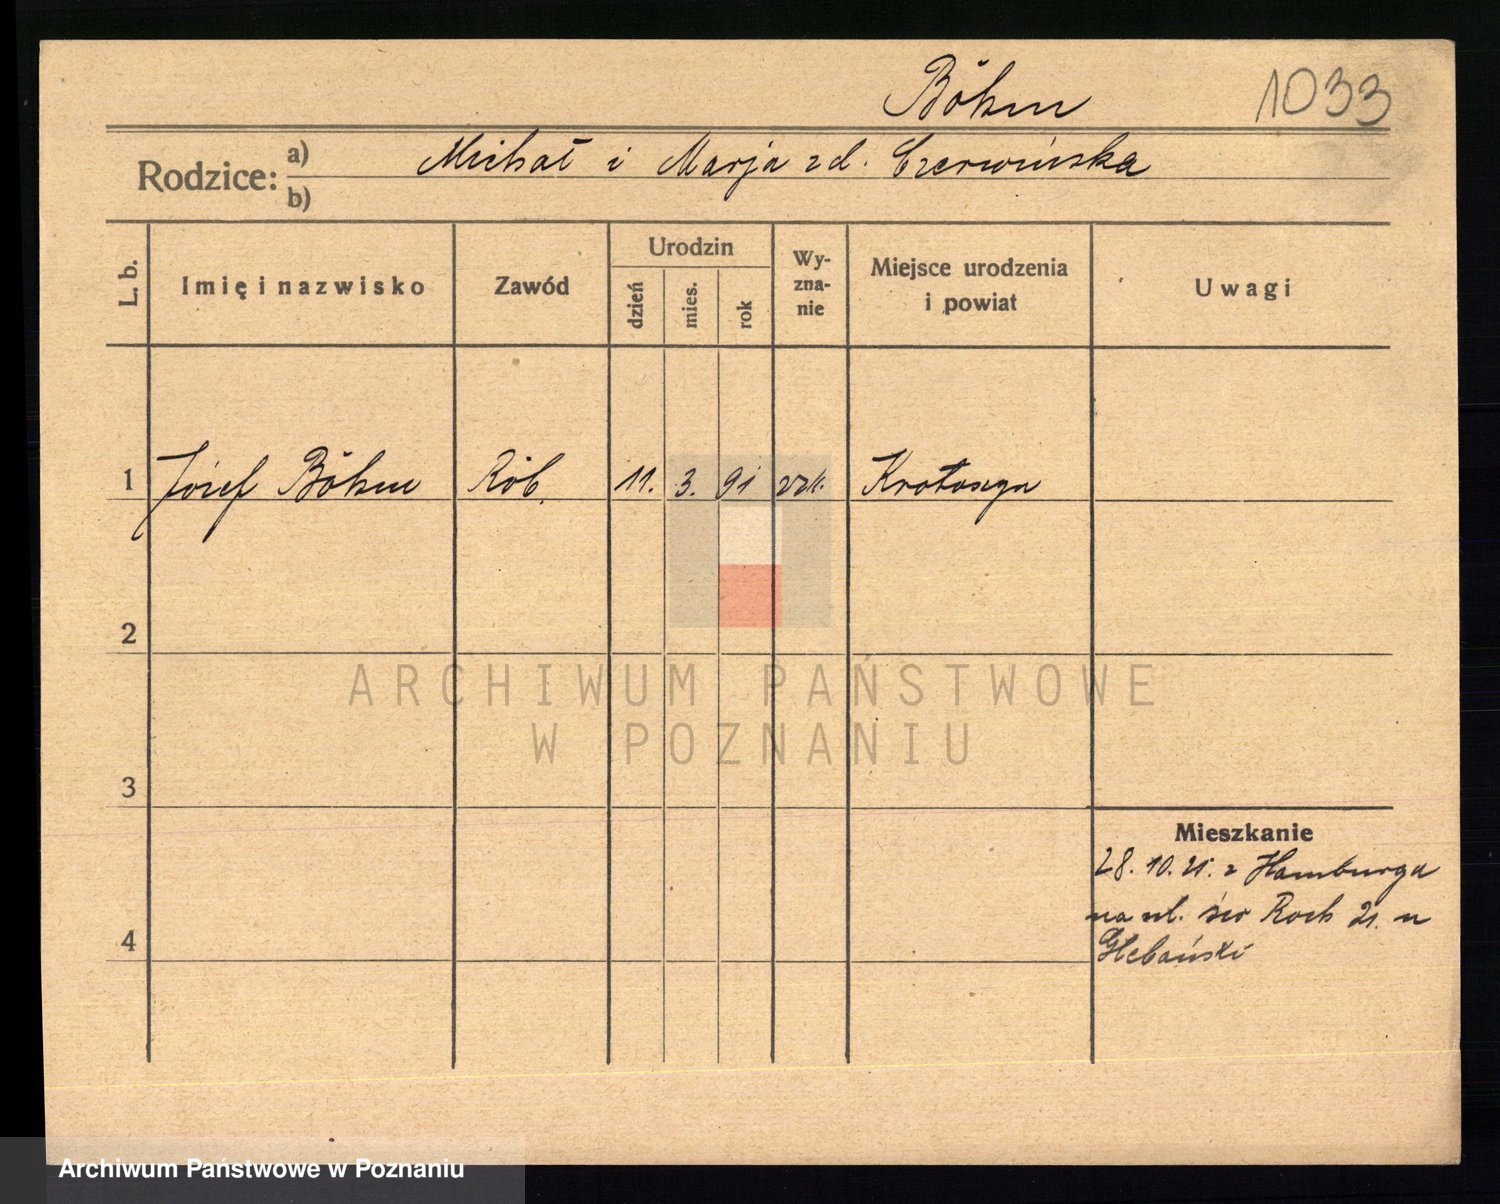 Böhm 1033
Rodzice: a) Michał i Marja zd. Czerwińska
b)
L. b. Imię i nazwisko Zawód Urodzin dzień mies. rok Wy-zna-nie Miejsce urodzenia i powiat Uwagi
1 Józef Böhm Rob. 11. 3. 91 rzk. Krotoszyn
2
ARCHIWUM PAŃSTWOWE
W POZNANIU
3
Mieszkanie
28. 10. 21. z Hamburga
na ul. św Roch 21. u
4
Archiwum Państwowe w Poznaniu